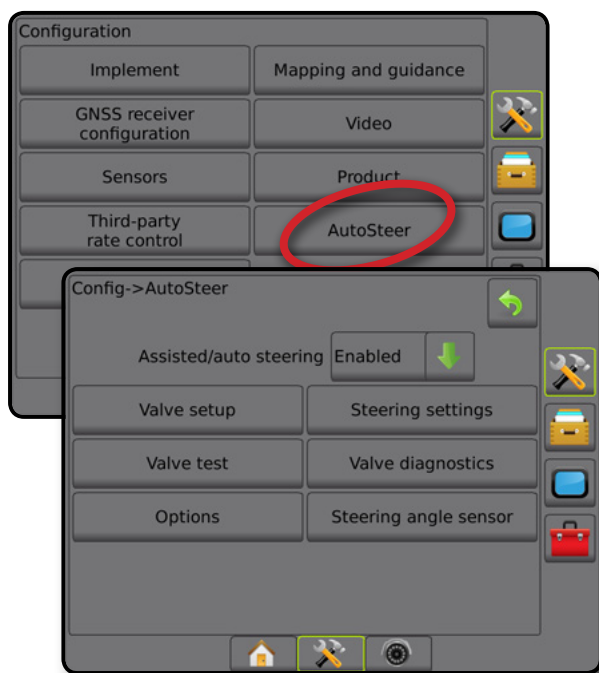 Configuration
Implement
Mapping and guidance
GNSS receiver
configuration
Video
Sensors
Product
Third-party
rate control
AutoSteer
Config->AutoSteer
Assisted/auto steering
Enabled
Valve setup
Steering settings
Valve test
Valve diagnostics
Options
Steering angle sensor